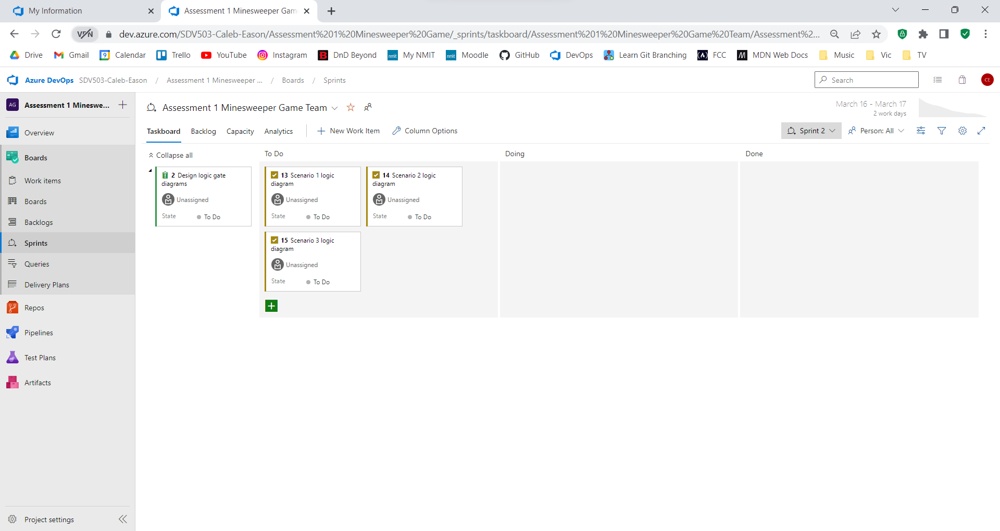 My Information
Assessment 1 Minesweeper Gam
VPN
dev.azure.com/SDV503-Caleb-Eason/Assessment%201%20Minesweeper%20Game/_sprints/taskboard/Assessment%201%20Minesweeper%20Game%20Team/Assessment%2...
Drive
Gmail
9
Calendar
Trello
YouTube
Instagram
B
DnD Beyond
nmit
My NMIT
nmit
Moodle
GitHub
DevOps
Learn Git Branching
FCC
M
MDN Web Docs
Music
Vic
TV
Azure DevOps
SDV503-Caleb-Eason / Assessment 1 Minesweeper ... / Boards / Sprints
Search
CE
AG
Assessment 1 Mineswe...
Overview
Boards
Work items
Boards
Backlogs
Sprints
Queries
Delivery Plans
Repos
Pipelines
Test Plans
Artifacts
Project settings
Assessment 1 Minesweeper Game Team
March 16 - March 17
2 work days
Taskboard
Backlog
Capacity
Analytics
New Work Item
Column Options
Sprint 2
Person: All
Collapse all
To Do
Doing
Done
2 Design logic gate
diagrams
Unassigned
State
To Do
13 Scenario 1 logic
diagram
Unassigned
State
To Do
14 Scenario 2 logic
diagram
Unassigned
State
To Do
15 Scenario 3 logic
diagram
Unassigned
State
To Do